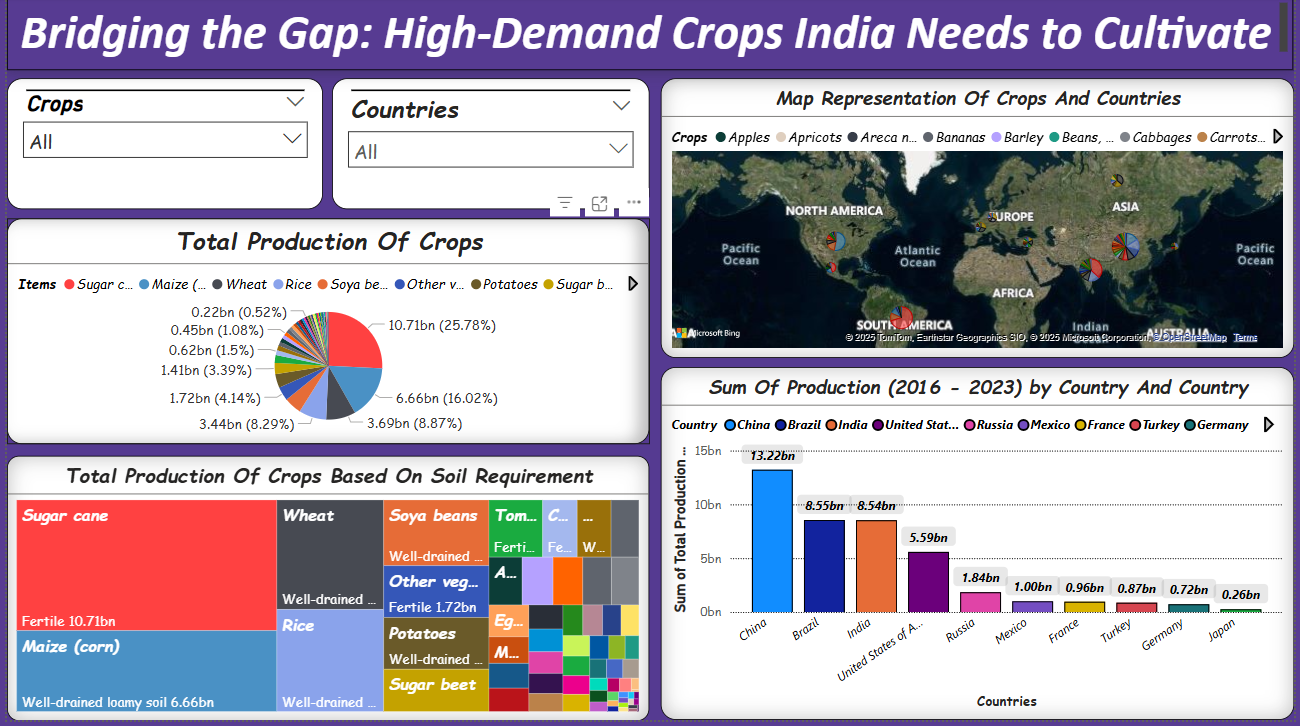 Bridging the Gap: High-Demand Crops India Needs to Cultivate
Crops
All
Countries
All
Total Production Of Crops
Items Sugar c... Maize (... Wheat Rice Soya be... Other v... Potatoes Sugar b...
0.22bn (0.52%)
0.45bn (1.08%)
0.62bn (1.5%)
1.41bn (3.39%)
1.72bn (4.14%)
3.44bn (8.29%)
10.71bn (25.78%)
6.66bn (16.02%)
3.69bn (8.87%)
Total Production Of Crops Based On Soil Requirement
Sugar cane
Fertile 10.71bn
Maize (corn)
Well-drained loamy soil 6.66bn
Wheat
Well-drained ...
Rice
Well-drained ...
Soya beans
Well-drained ...
Other veg...
Fertile 1.72bn
Potatoes
Well-drained ...
Sugar beet
Tom...
Ferti...
C...
Fe...
...
W...
A...
Eg...
M...
Map Representation Of Crops And Countries
Crops Apples Apricots Areca n... Bananas Barley Beans, ... Cabbages Carrots...
NORTH AMERICA
EUROPE
ASIA
Pacific
Ocean
Atlantic
Ocean
Pacific
Ocean
AFRICA
SOUTH AMERICA
Indian
AUSTRALIA
Microsoft Bing
© 2025 TomTom, Earthstar Geographics SIO, © 2025 Microsoft Corporation, © OpenStreetMap Terms
Sum Of Production (2016 - 2023) by Country And Country
Country China Brazil India United Stat... Russia Mexico France Turkey Germany
Sum of Total Production ...
15bn
10bn
5bn
0bn
13.22bn
8.55bn
8.54bn
5.59bn
1.84bn
1.00bn
0.96bn
0.87bn
0.72bn
0.26bn
China
Brazil
India
United States of A...
Russia
Mexico
France
Turkey
Germany
Japan
Countries